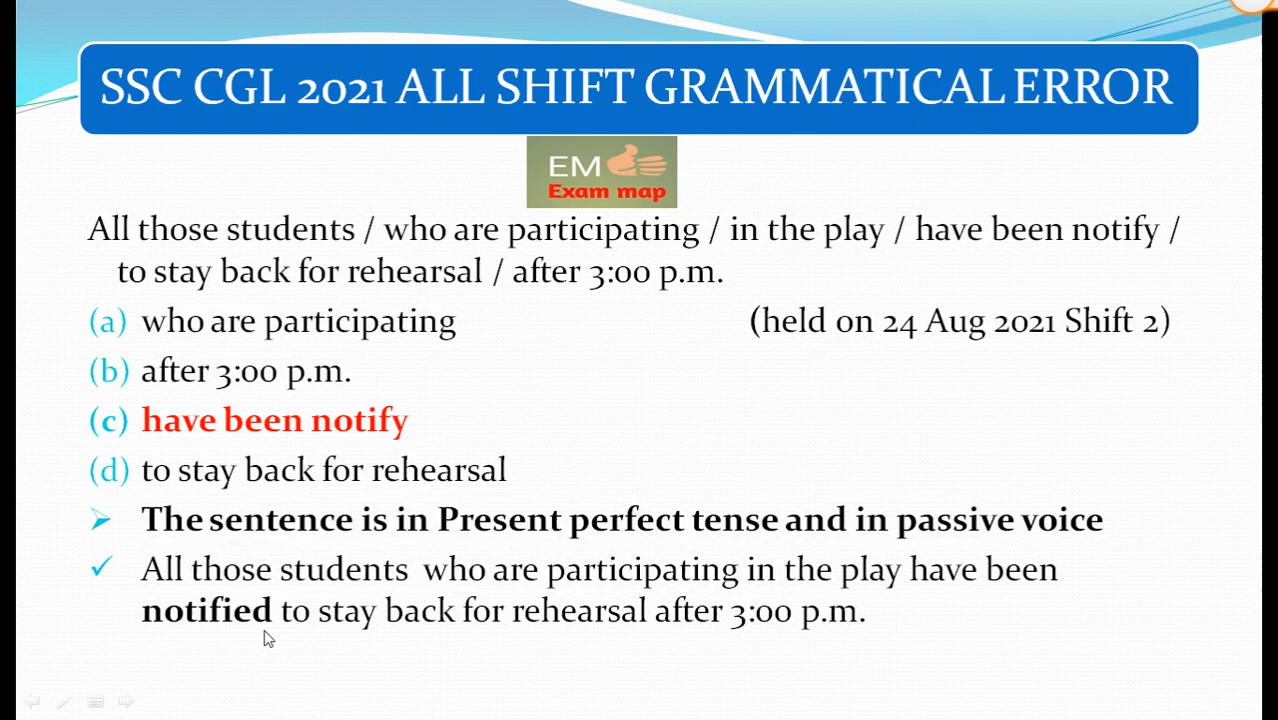 SSC CGL 2021 ALL SHIFT GRAMMATICAL ERROR
EM
Exam map
All those students / who are participating / in the play / have been notify /
to stay back for rehearsal / after 3:00 p.m.
(a) who are participating (held on 24 Aug 2021 Shift 2)
(b) after 3:00 p.m.
(c) have been notify
(d) to stay back for rehearsal
➢ The sentence is in Present perfect tense and in passive voice
✓ All those students who are participating in the play have been
notified to stay back for rehearsal after 3:00 p.m.